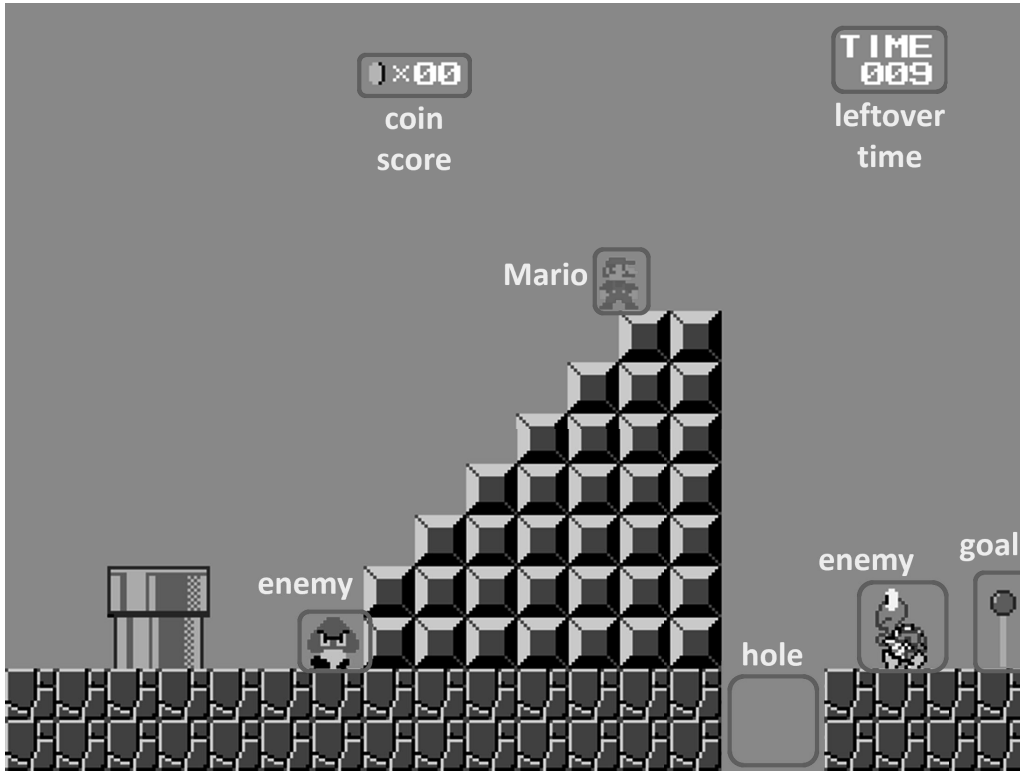 TIME
×00
009
coin
score
leftover
time
Mario
enemy
goal
enemy
hole